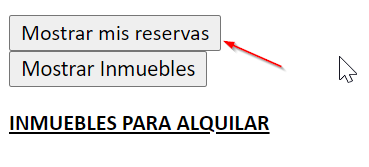 Mostrar mis reservas
Mostrar Inmuebles
INMUEBLES PARA ALQUILAR